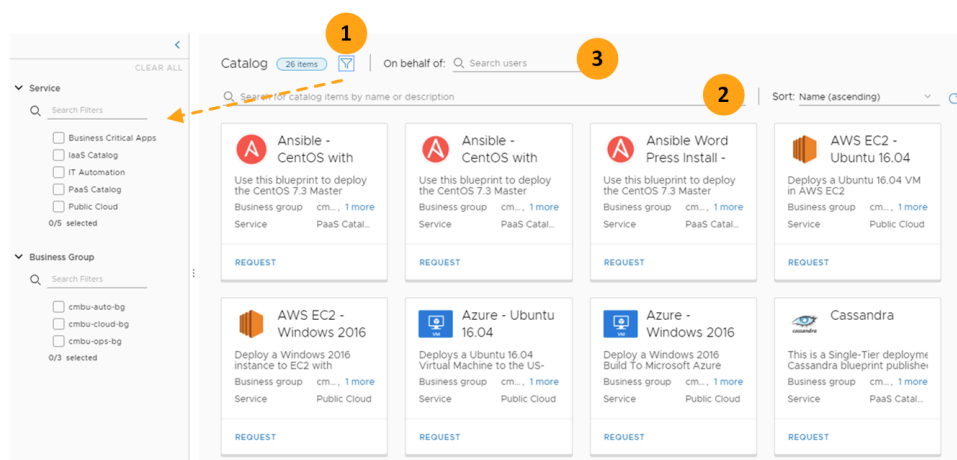 1
CLEAR ALL
Service
Search Filters
Business Critical Apps
IaaS Catalog
IT Automation
PaaS Catalog
Public Cloud
0/5 selected
Business Group
Search Filters
cmbu-auto-bg
cmbu-cloud-bg
cmbu-ops-bg
0/3 selected
Catalog 26 items On behalf of: Search users 3
Search for catalog items by name or description 2 Sort: Name (ascending)
Ansible -
CentOS with
Use this blueprint to deploy
the CentOS 7.3 Master
Business group cm..., 1 more
Service PaaS Catal...
REQUEST
Ansible -
CentOS with
Use this blueprint to deploy
the CentOS 7.3 Master
Business group cm..., 1 more
Service PaaS Catal...
REQUEST
Ansible Word
Press Install -
Use this blueprint to deploy
the CentOS 7.3 Master
Business group cm..., 1 more
Service PaaS Catal...
REQUEST
AWS EC2 -
Ubuntu 16.04
Deploys a Ubuntu 16.04 VM
in AWS EC2
Business group cm..., 1 more
Service Public Cloud
REQUEST
AWS EC2 -
Windows 2016
Deploy a Windows 2016
instance to EC2 with
Business group cm..., 1 more
Service Public Cloud
REQUEST
VM
Azure - Ubuntu
16.04
Deploys a Ubuntu 16.04
Virtual Machine to the US-
Business group cm..., 1 more
Service Public Cloud
REQUEST
VM
Azure -
Windows 2016
Deploy a Windows 2016
Build To Microsoft Azure
Business group cm..., 1 more
Service Public Cloud
REQUEST
cassandra
Cassandra
This is a Single-Tier deployme
Cassandra blueprint publishe
Business group cm..., 1 more
Service PaaS Catal...
REQUEST